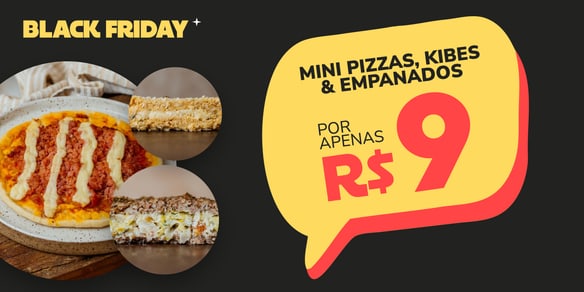 BLACK FRIDAY
MINI PIZZAS, KIBES
& EMPANADOS
POR
APENAS
R$ 9